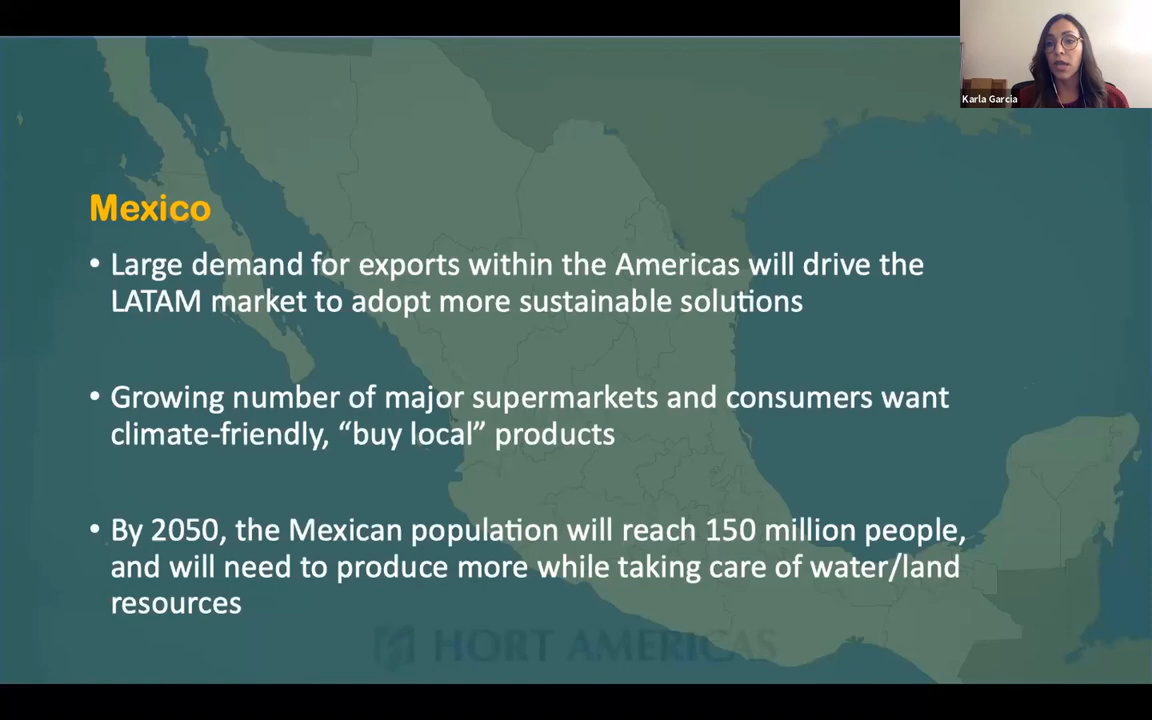 Karla Garcia
Mexico
• Large demand for exports within the Americas will drive the
LATAM market to adopt more sustainable solutions
• Growing number of major supermarkets and consumers want
climate-friendly, “buy local” products
• By 2050, the Mexican population will reach 150 million people,
and will need to produce more while taking care of water/land
resources
HORT AMERICAS